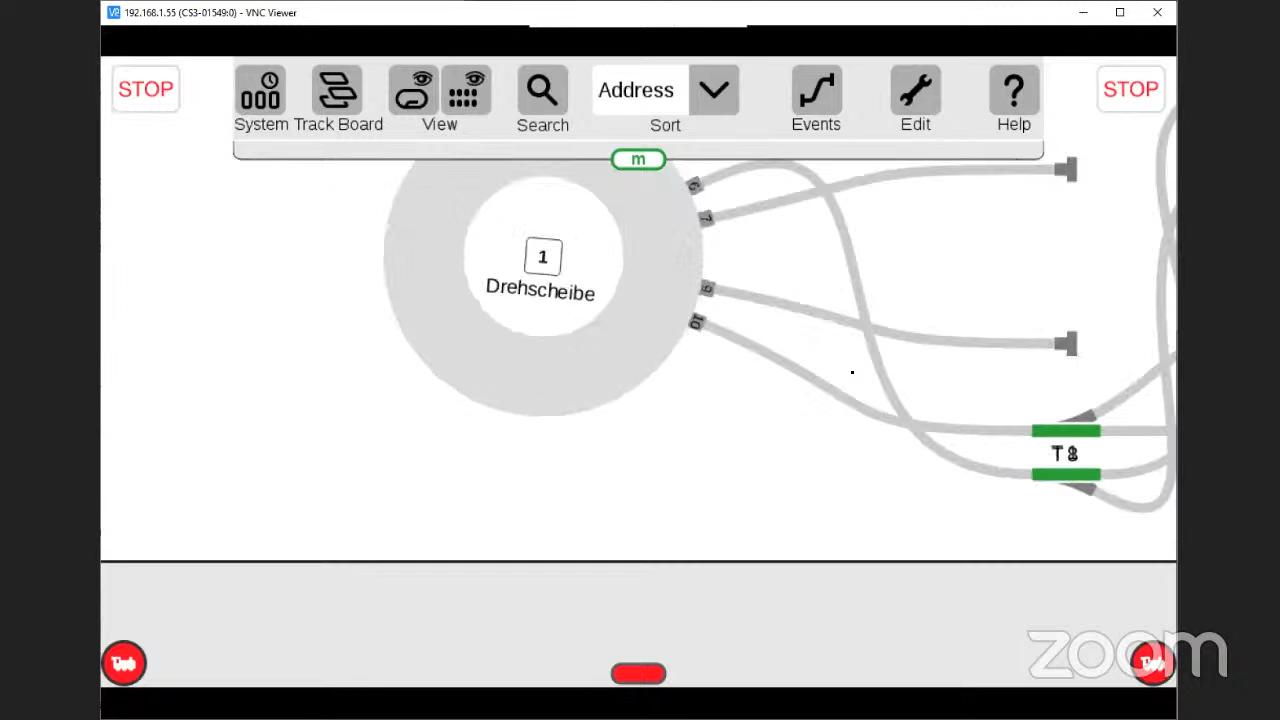 192.168.1.55 (CS3-01549:0) - VNC Viewer
STOP
Address
STOP
System Track Board View Search Sort Events Edit Help
m
6
7
1
Drehscheibe
9
10
zoom